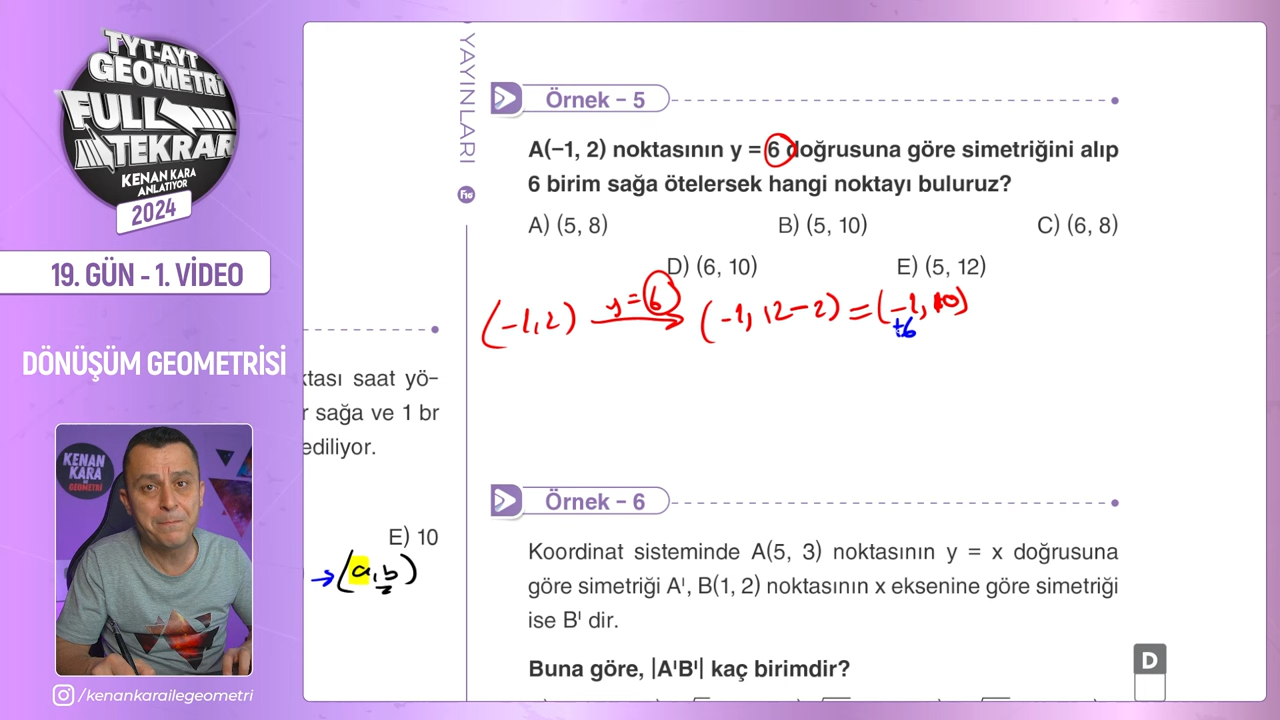 TYT-AYT
GEOMETRİ
FULL
TEKRAR
KENAN KARA
ANLATIYOR
2024
19. GÜN - 1. VİDEO
DÖNÜŞÜM GEOMETRİSİ
KENAN
KARA
GEOMETRİ
/kenankarailegeometri
ktası saat yö-
r sağa ve 1 br
ediliyor.
E) 10
→ (a, b)
YAYINLARI
Örnek – 5
A(–1, 2) noktasının y = 6 doğrusuna göre simetriğini alıp
6 birim sağa ötelersek hangi noktayı buluruz?
A) (5, 8) B) (5, 10) C) (6, 8)
D) (6, 10) E) (5, 12)
(-1, 2) y=6 (-1, 12-2) = (-1, 10)
+6
Örnek – 6
Koordinat sisteminde A(5, 3) noktasının y = x doğrusuna
göre simetriği A', B(1, 2) noktasının x eksenine göre simetriği
ise B' dir.
Buna göre, |A'B'| kaç birimdir?
D